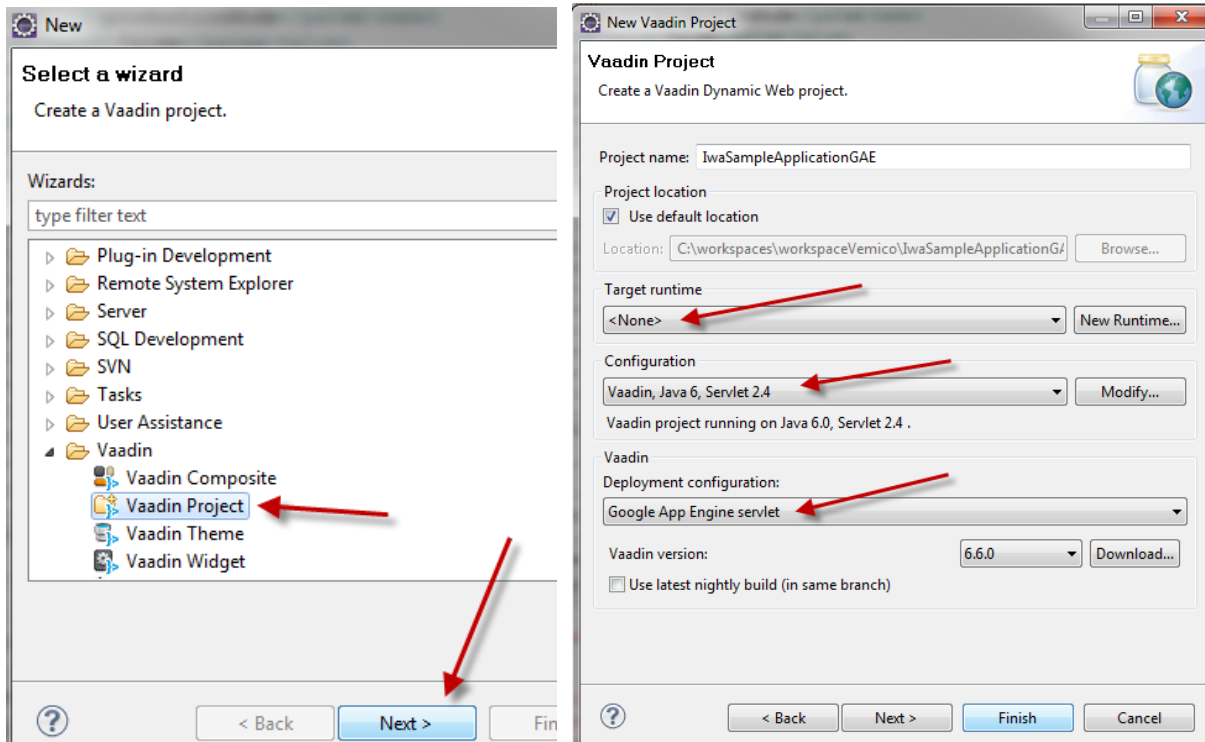 New
Select a wizard
Create a Vaadin project.
Wizards:
type filter text
Plug-in Development
Remote System Explorer
Server
SQL Development
SVN
Tasks
User Assistance
Vaadin
Vaadin Composite
Vaadin Project
Vaadin Theme
Vaadin Widget
< Back
Next >
Fin
New Vaadin Project
Vaadin Project
Create a Vaadin Dynamic Web project.
Project name: IwaSampleApplicationGAE
Project location
Use default location
Location: C:\workspaces\workspaceVemico\IwaSampleApplicationGA Browse...
Target runtime
<None> New Runtime...
Configuration
Vaadin, Java 6, Servlet 2.4 Modify...
Vaadin project running on Java 6.0, Servlet 2.4 .
Vaadin
Deployment configuration:
Google App Engine servlet
Vaadin version: 6.6.0 Download...
Use latest nightly build (in same branch)
< Back Next > Finish Cancel